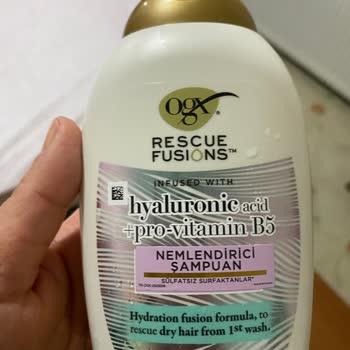 ogx®
RESCUE
FUSIONS™
INFUSED WITH
hyaluronic acid
+pro-vitamin B5
NEMLENDİRİCİ
ŞAMPUAN
SÜLFATSIZ SURFAKTANLAR*
Hydration fusion formula, to
rescue dry hair from 1st wash.